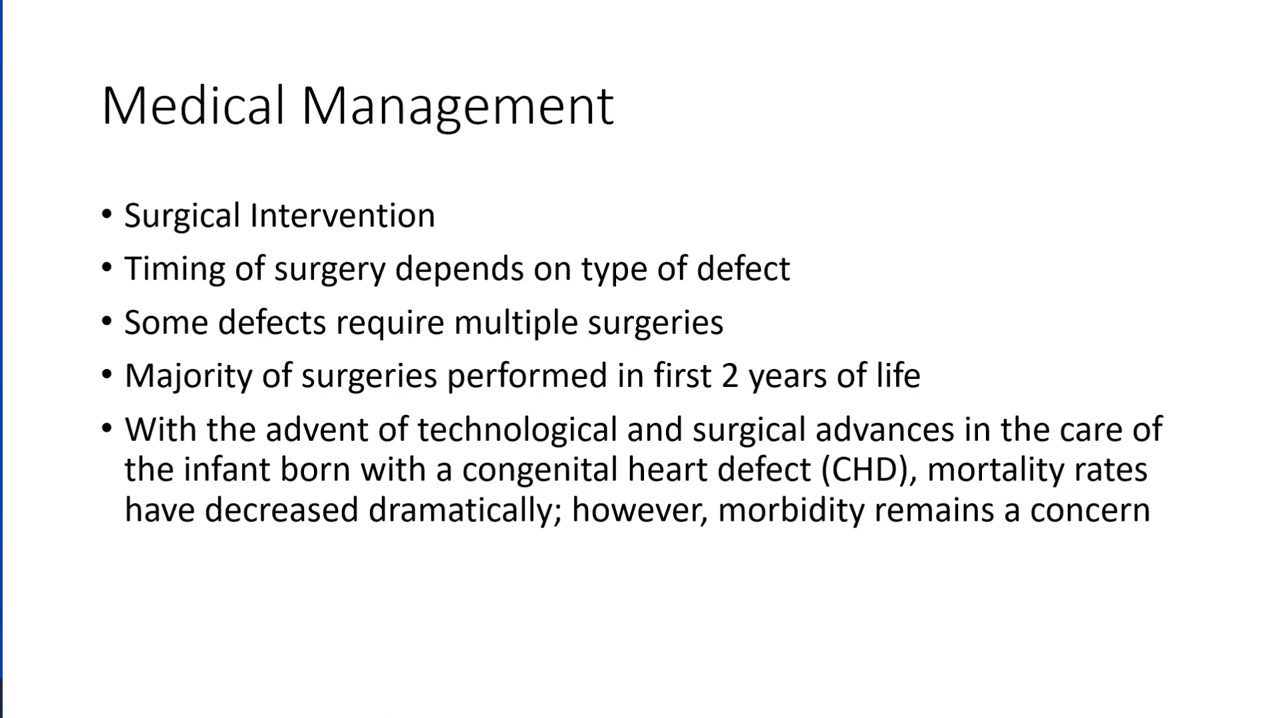 Medical Management
• Surgical Intervention
• Timing of surgery depends on type of defect
• Some defects require multiple surgeries
• Majority of surgeries performed in first 2 years of life
• With the advent of technological and surgical advances in the care of
the infant born with a congenital heart defect (CHD), mortality rates
have decreased dramatically; however, morbidity remains a concern